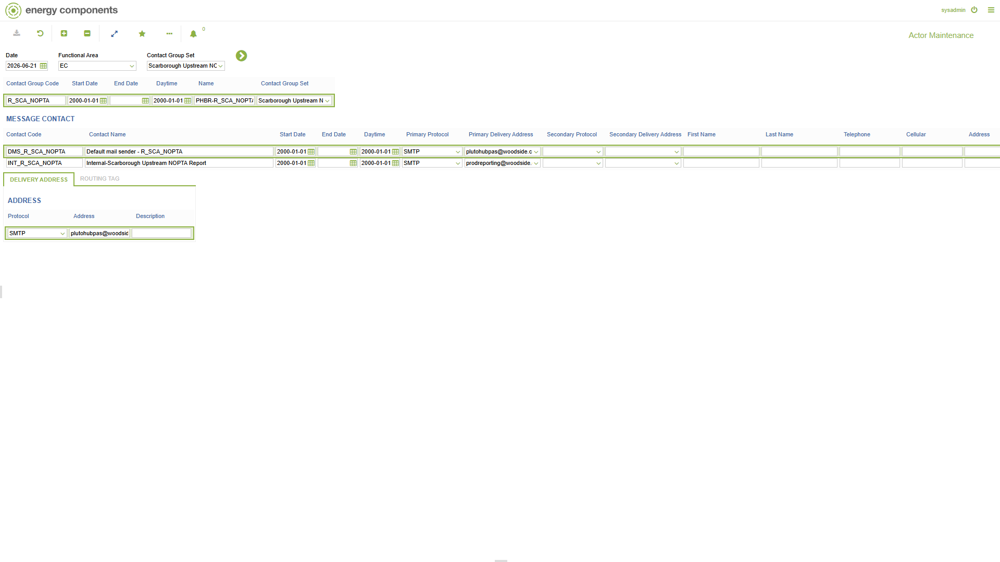 energy components
sysadmin
0
Actor Maintenance
Date Functional Area Contact Group Set
2026-06-21 EC Scarborough Upstream NO
Contact Group Code Start Date End Date Daytime Name Contact Group Set
R_SCA_NOPTA 2000-01-01 2000-01-01 PHBR-R_SCA_NOPTA Scarborough Upstream N
MESSAGE CONTACT
Contact Code Contact Name Start Date End Date Daytime Primary Protocol Primary Delivery Address Secondary Protocol Secondary Delivery Address First Name Last Name Telephone Cellular Address
DMS_R_SCA_NOPTA Default mail sender - R_SCA_NOPTA 2000-01-01 2000-01-01 SMTP plutohubpas@woodside.c
INT_R_SCA_NOPTA Internal-Scarborough Upstream NOPTA Report 2000-01-01 2000-01-01 SMTP prodreporting@woodside.
DELIVERY ADDRESS ROUTING TAG
ADDRESS
Protocol Address Description
SMTP plutohubpas@woodsid